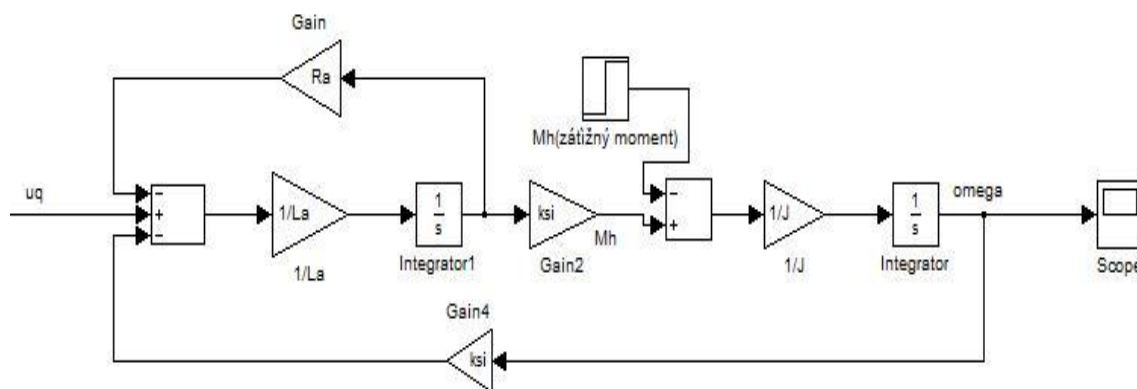 Gain
Ra
Mh(zátìžný moment)
uq
−
+
−
1/La
1/La
1
s
Integrator1
ksi
Gain2
Mh
−
+
1/J
1/J
1
s
Integrator
omega
Scope
Gain4
ksi